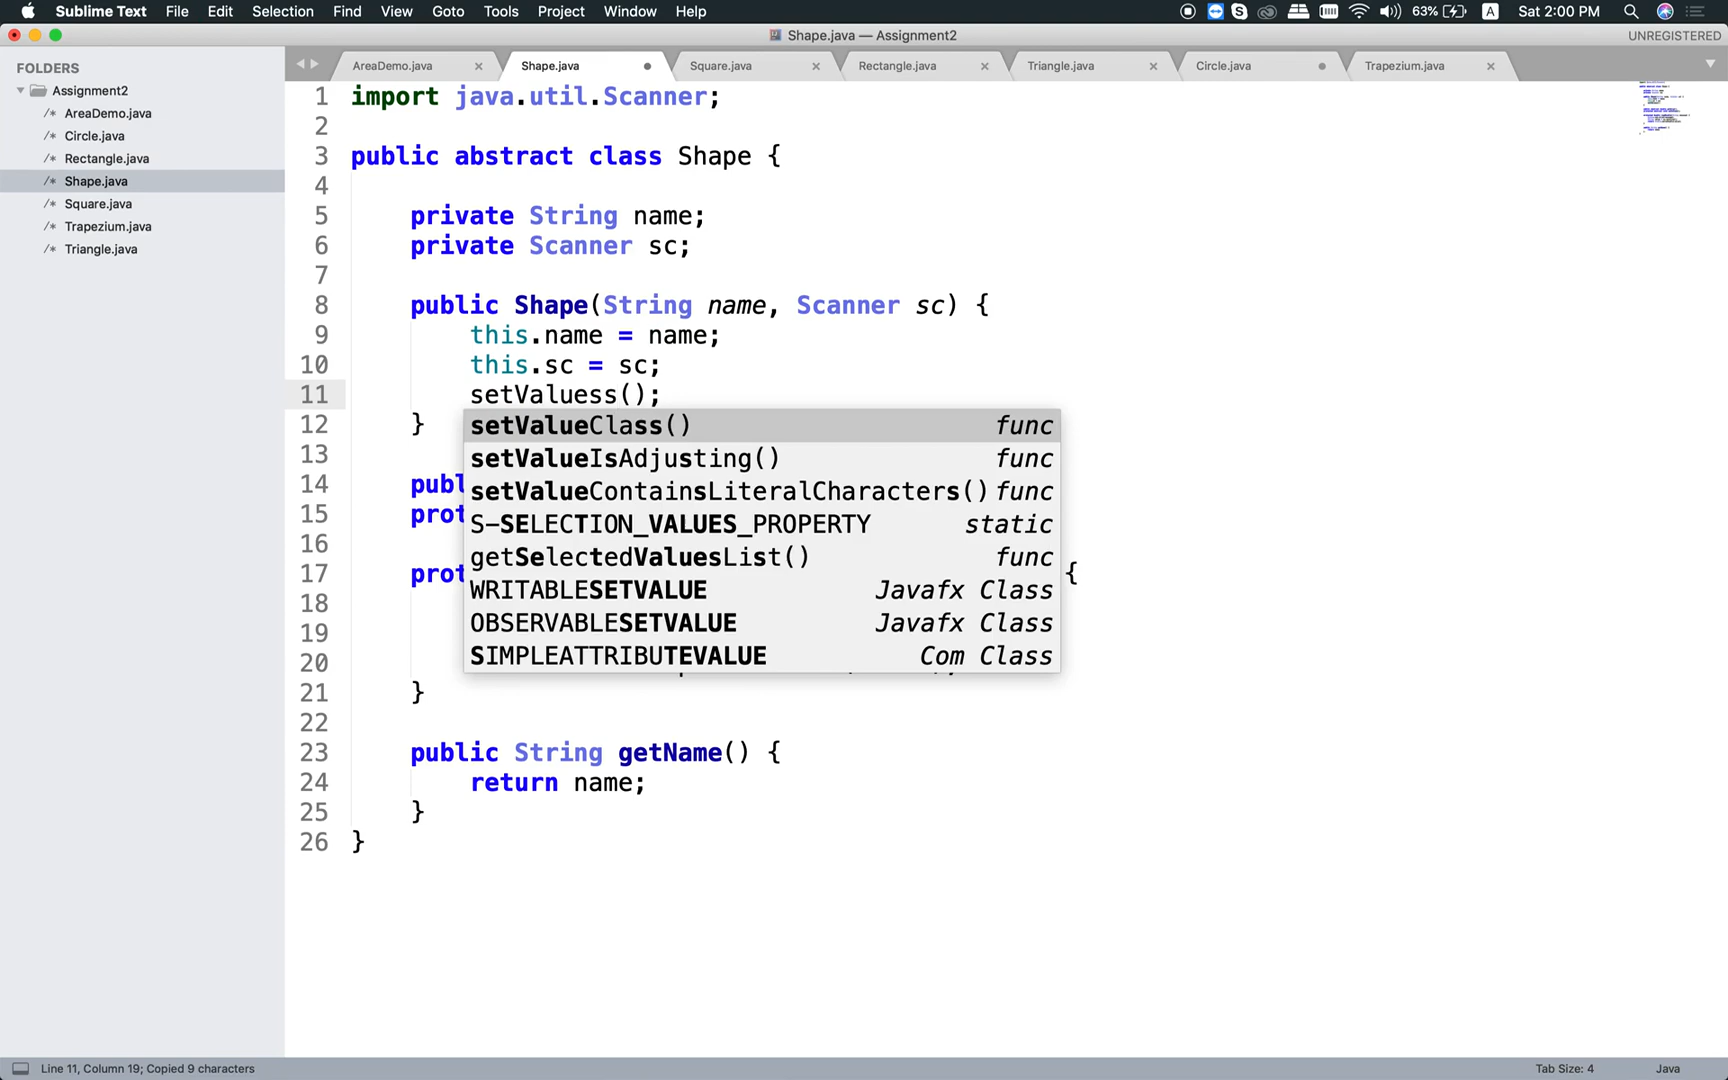 Sublime Text File Edit Selection Find View Goto Tools Project Window Help 63% A Sat 2:00 PM
Shape.java — Assignment2 UNREGISTERED
FOLDERS
Assignment2
/* AreaDemo.java
/* Circle.java
/* Rectangle.java
/* Shape.java
/* Square.java
/* Trapezium.java
/* Triangle.java
AreaDemo.java Shape.java Square.java Rectangle.java Triangle.java Circle.java Trapezium.java
1 import java.util.Scanner;
2
3 public abstract class Shape {
4
5 private String name;
6 private Scanner sc;
7
8 public Shape(String name, Scanner sc) {
9 this.name = name;
10 this.sc = sc;
11 setValuess();
12 }
13
14 publ
15 prot
16
17 prot {
18
19
20
21 }
22
23 public String getName() {
24 return name;
25 }
26 }
setValueClass() func
setValueIsAdjusting() func
setValueContainsLiteralCharacters() func
S-SELECTION_VALUES_PROPERTY static
getSelectedValuesList() func
WRITABLESETVALUE Javafx Class
OBSERVABLESETVALUE Javafx Class
SIMPLEATTRIBUTEVALUE Com Class
Line 11, Column 19; Copied 9 characters Tab Size: 4 Java